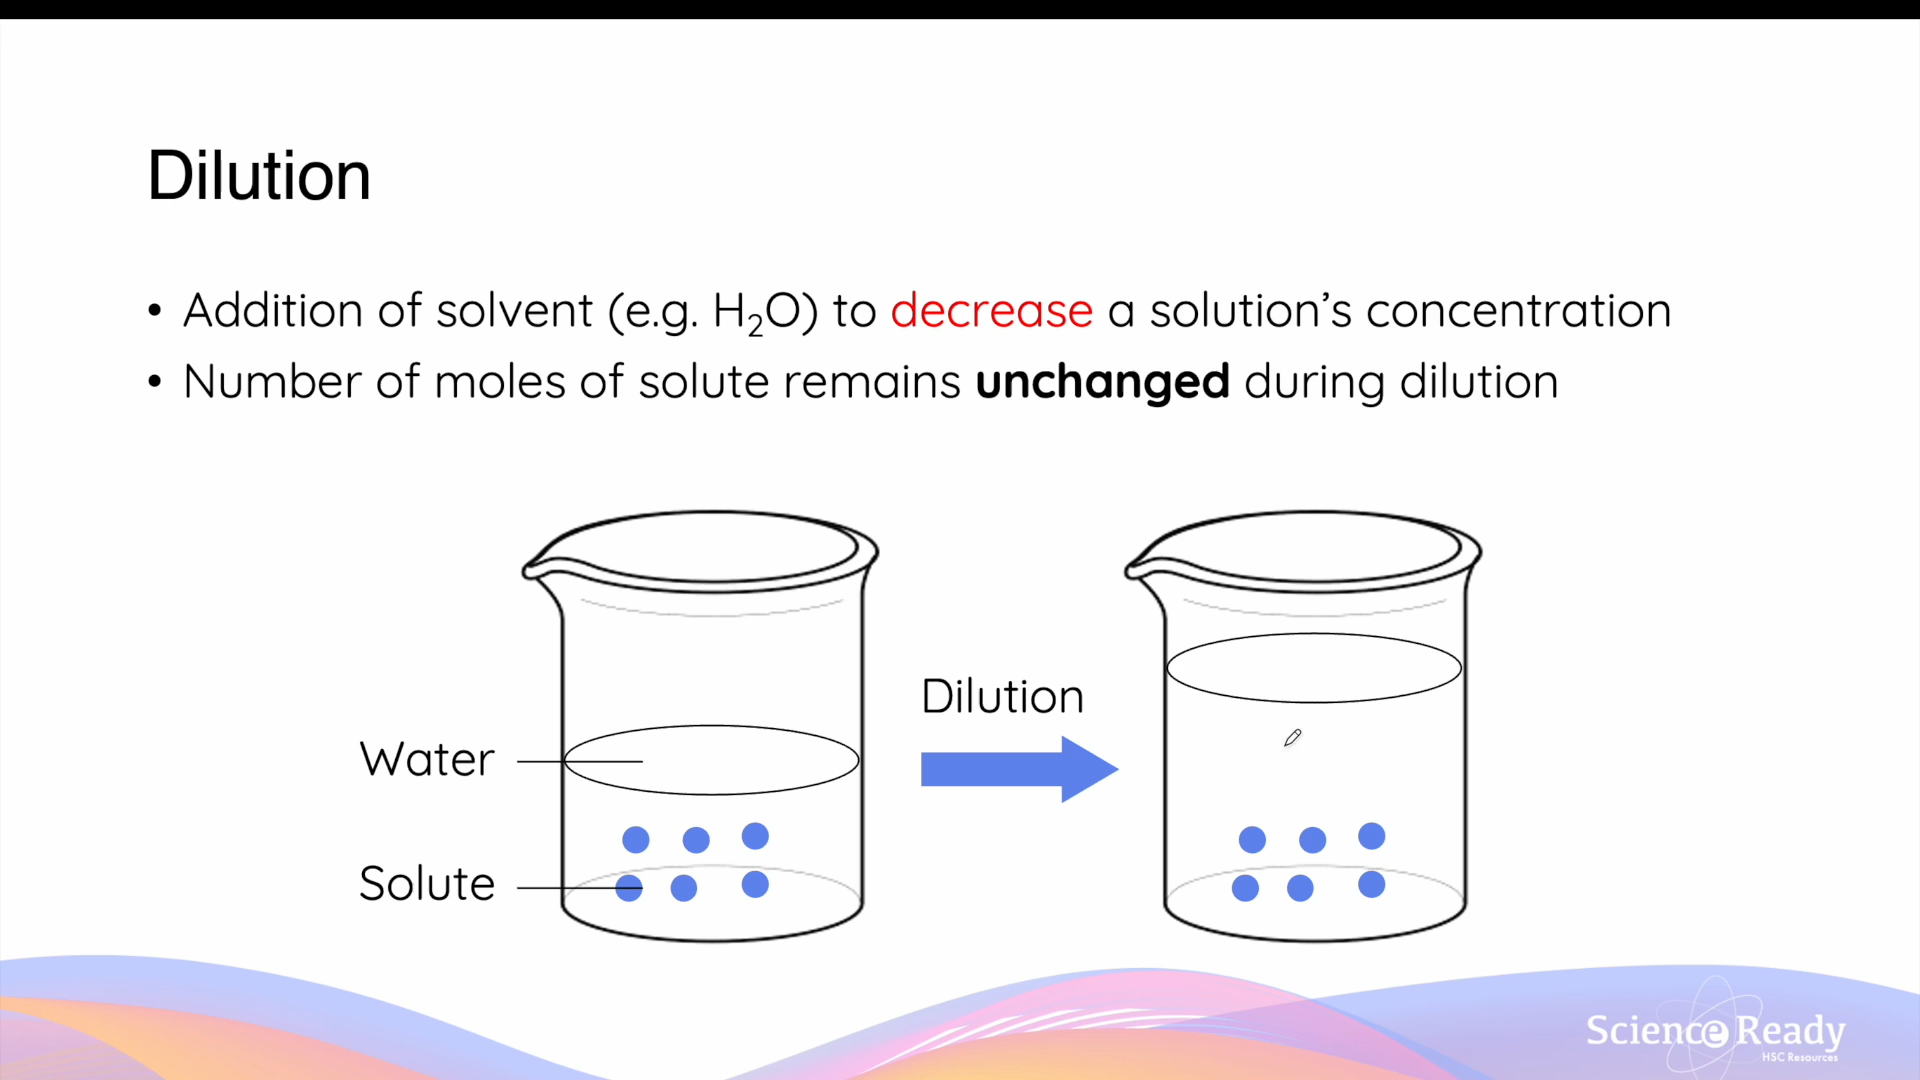 Dilution
• Addition of solvent (e.g. H₂O) to decrease a solution’s concentration
• Number of moles of solute remains unchanged during dilution
Dilution
Water
Solute
Science Ready
HSC Resources